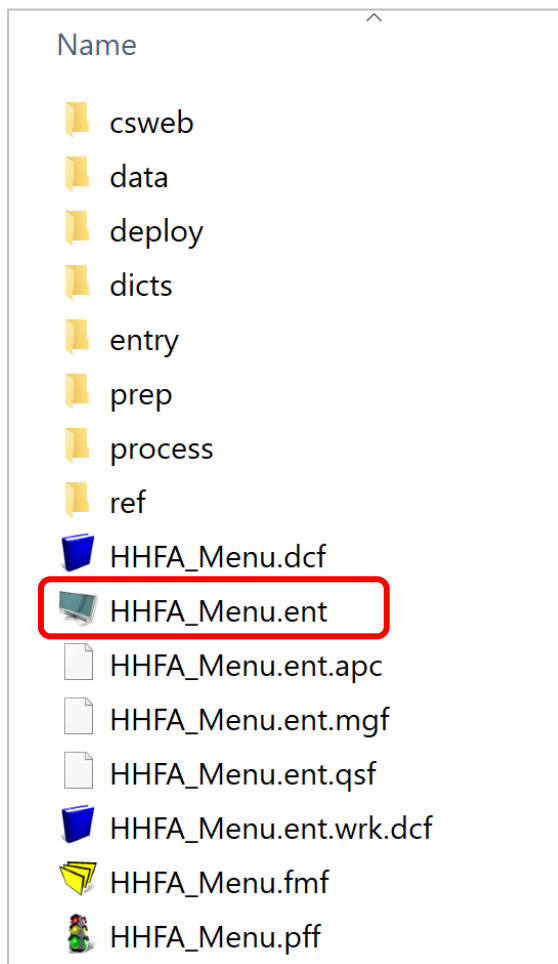 Name
csweb
data
deploy
dicts
entry
prep
process
ref
HHFA_Menu.dcf
HHFA_Menu.ent
HHFA_Menu.ent.apc
HHFA_Menu.ent.mgf
HHFA_Menu.ent.qsf
HHFA_Menu.ent.wrk.dcf
HHFA_Menu.fmf
HHFA_Menu.pff